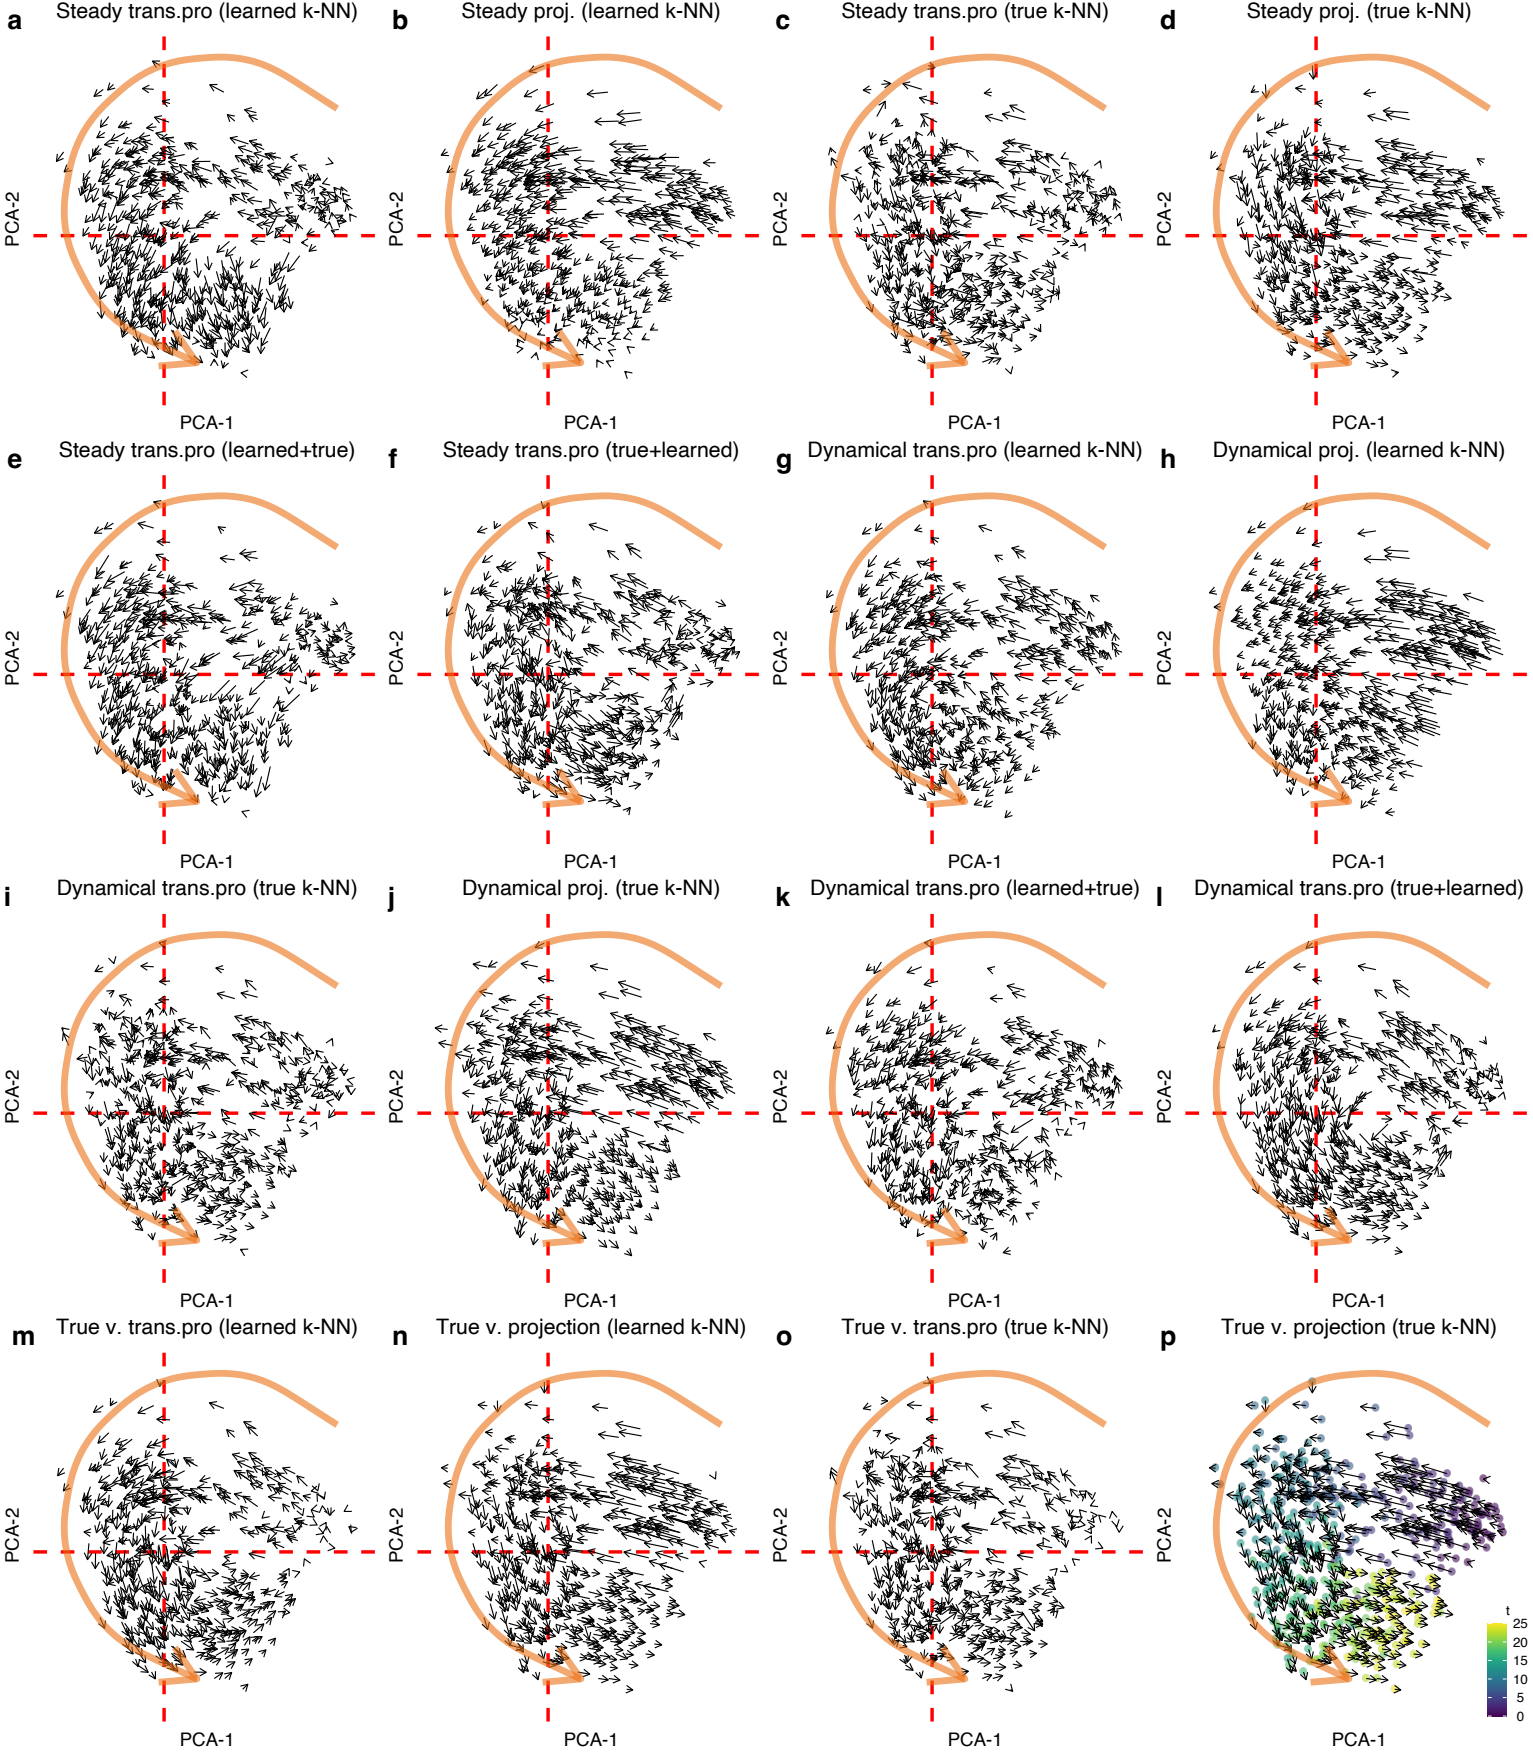 a Steady trans.pro (learned k-NN)
b Steady proj. (learned k-NN)
c Steady trans.pro (true k-NN)
d Steady proj. (true k-NN)
PCA-2
PCA-2
PCA-2
PCA-2
PCA-1
PCA-1
PCA-1
PCA-1
e Steady trans.pro (learned+true)
f Steady trans.pro (true+learned)
g Dynamical trans.pro (learned k-NN)
h Dynamical proj. (learned k-NN)
PCA-2
PCA-2
PCA-2
PCA-2
PCA-1
PCA-1
PCA-1
PCA-1
i Dynamical trans.pro (true k-NN)
j Dynamical proj. (true k-NN)
k Dynamical trans.pro (learned+true)
l Dynamical trans.pro (true+learned)
PCA-2
PCA-2
PCA-2
PCA-2
PCA-1
PCA-1
PCA-1
PCA-1
m True v. trans.pro (learned k-NN)
n True v. projection (learned k-NN)
o True v. trans.pro (true k-NN)
p True v. projection (true k-NN)
PCA-2
PCA-2
PCA-2
PCA-2
t
25
20
15
10
5
0
PCA-1
PCA-1
PCA-1
PCA-1